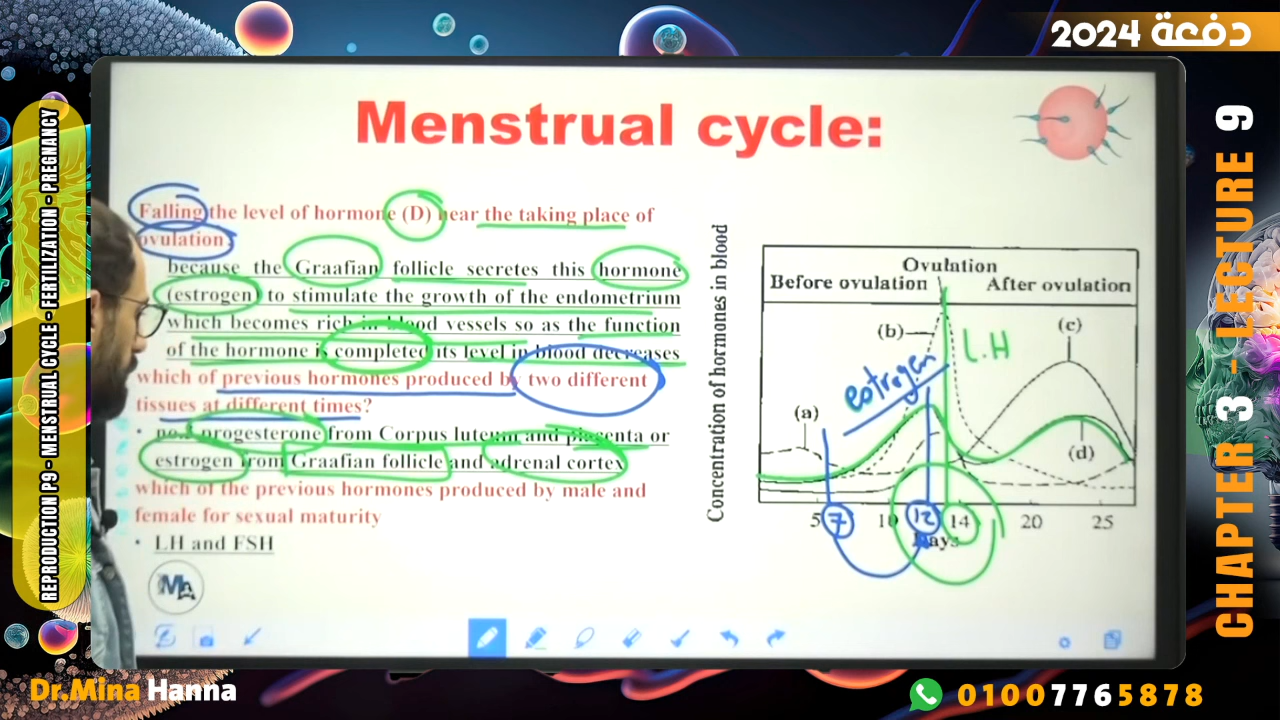 دفعة 2024
REPRODUCTION P9 - MENSTRUAL CYCLE - FERTILIZATION - PREGNANCY
Menstrual cycle:
Falling the level of hormone (D) near the taking place of
ovulation
because the Graafian follicle secretes this hormone
(estrogen) to stimulate the growth of the endometrium
which becomes rich in blood vessels so as the function
of the hormone is completed its level in blood decreases
which of previous hormones produced by two different
tissues at different times?
progesterone from Corpus luteum and placenta or
estrogen from Graafian follicle and adrenal cortex
which of the previous hormones produced by male and
female for sexual maturity
• LH and FSH
Concentration of hormones in blood
Ovulation
Before ovulation
After ovulation
(b)
(c)
L.H
estrogen
(a)
(d)
5 7 10 12 14 20 25
Days
CHAPTER 3 - LECTURE 9
Dr.Mina Hanna
01007765878